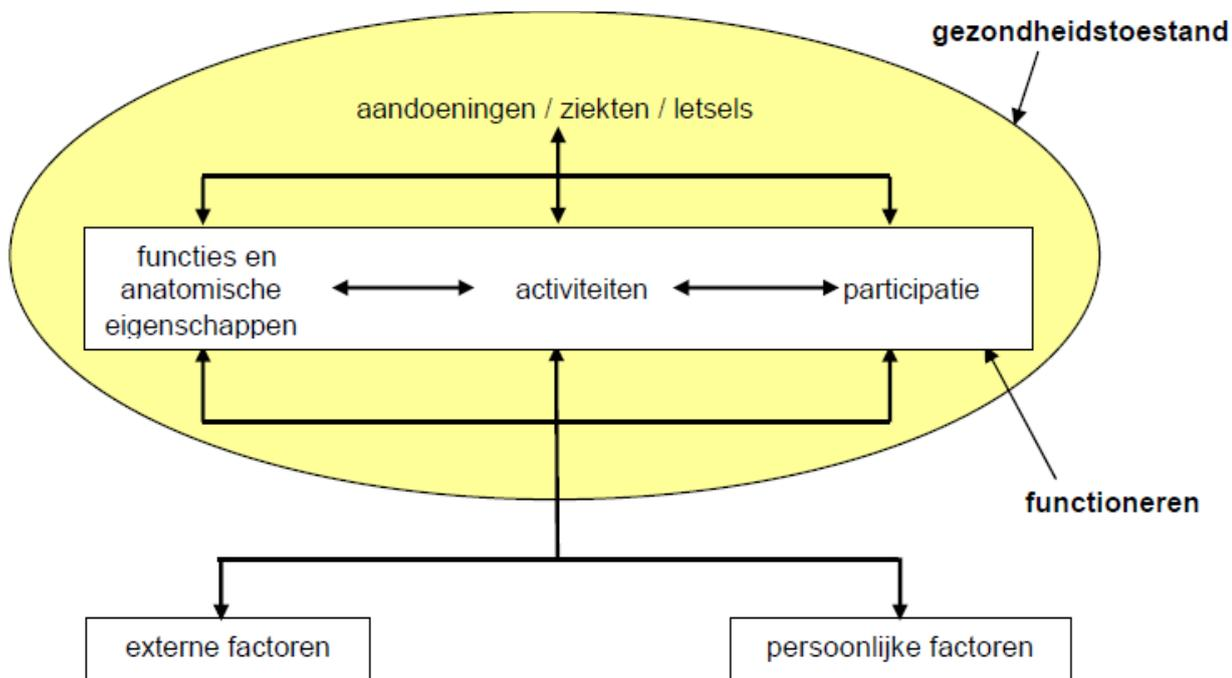 gezondheidstoestand
aandoeningen / ziekten / letsels
functies en
anatomische
eigenschappen
activiteiten
participatie
functioneren
externe factoren
persoonlijke factoren